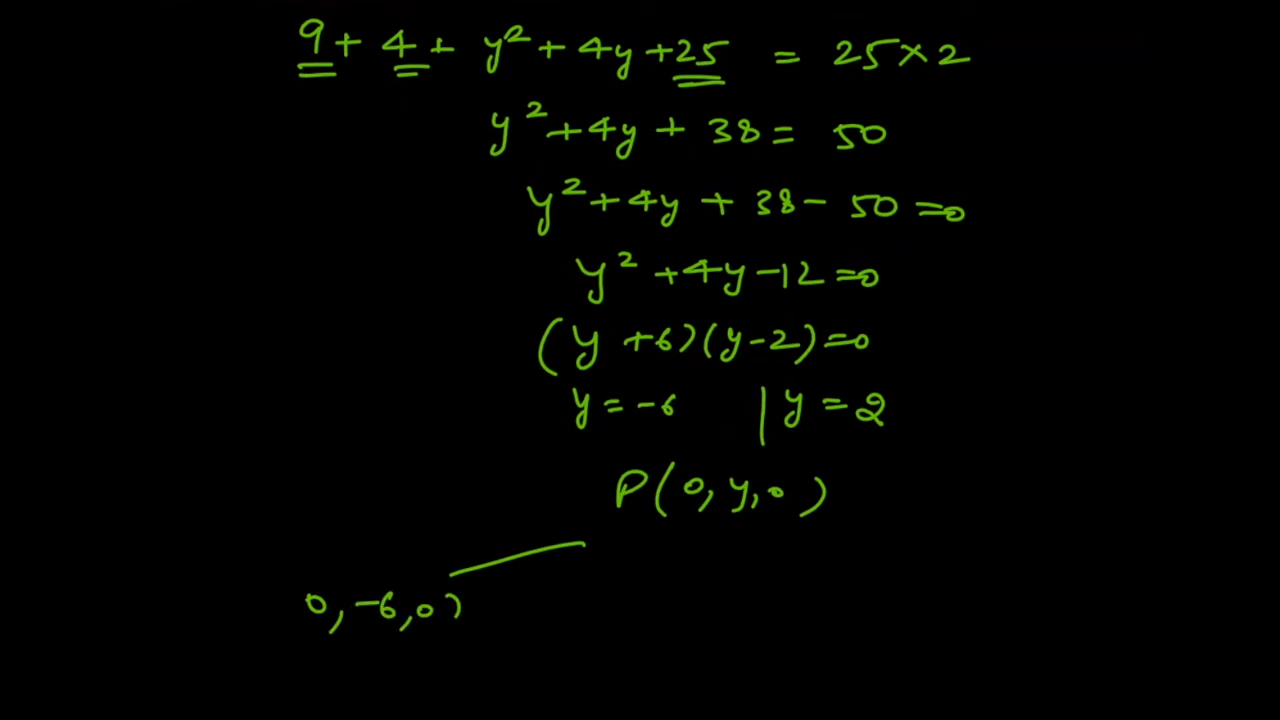 9 + 4 + y² + 4y + 25 = 25 × 2
y² + 4y + 38 = 50
y² + 4y + 38 - 50 = 0
y² + 4y - 12 = 0
(y + 6)(y - 2) = 0
y = -6 | y = 2
P(0, y, 0)
0, -6, 0)